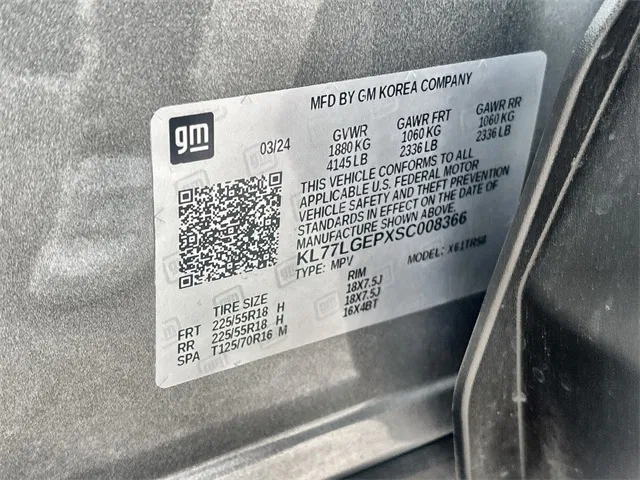 MFD BY GM KOREA COMPANY
gm
03/24
GVWR GAWR FRT GAWR RR
1880 KG 1060 KG 1060 KG
4145 LB 2336 LB 2336 LB
THIS VEHICLE CONFORMS TO ALL
APPLICABLE U.S. FEDERAL MOTOR
VEHICLE SAFETY AND THEFT PREVENTION
STANDARDS IN EFFECT ON THE DATE OF
MANUFACTURE SHOWN ABOVE.
KL77LGEPXSC008366
TYPE: MPV MODEL: X61TR58
TIRE SIZE RIM
FRT 225/55R18 H 18X7.5J
RR 225/55R18 H 18X7.5J
SPA T125/70R16 M 16X4BT